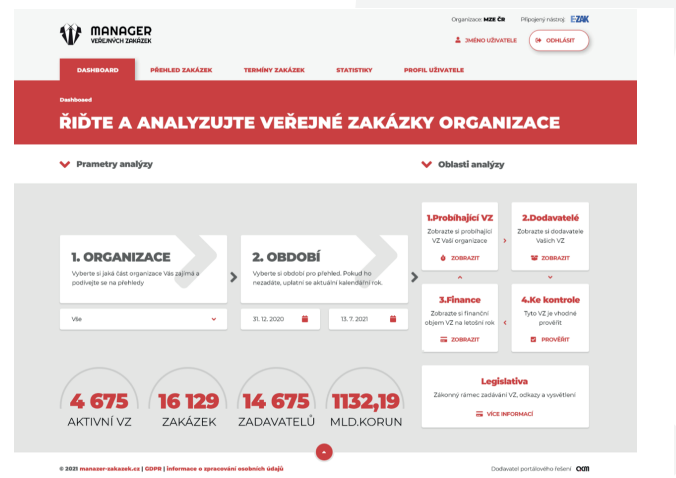 MANAGER
VEŘEJNÝCH ZAKÁZEK
Organizace: MZE ČR
Připojený nástroj: E-ZAK
JMÉNO UŽIVATELE
ODHLÁSIT
DASHBOARD
PŘEHLED ZAKÁZEK
TERMÍNY ZAKÁZEK
STATISTIKY
PROFIL UŽIVATELE
Dashbosed
ŘIĎTE A ANALYZUJTE VEŘEJNÉ ZAKÁZKY ORGANIZACE
Prametry analýzy
Oblasti analýzy
1. ORGANIZACE
Vyberte si jaká část organizace Vás zajímá a
podívejte se na přehledy
Vše
2. OBDOBÍ
Vyberte si období pro přehled. Pokud ho
nezadáte, uplatní se aktuální kalendářní rok.
31. 12. 2020
13. 7. 2021
1.Probíhající VZ
Zobrazte si probíhající
VZ Vaší organizace
ZOBRAZIT
2.Dodavatelé
Zobrazte si dodavatele
Vašich VZ
ZOBRAZIT
3.Finance
Zobrazte si finanční
objem VZ na letošní rok
ZOBRAZIT
4.Ke kontrole
Tyto VZ je vhodné
prověřit
PROVĚŘIT
4 675
AKTIVNÍ VZ
16 129
ZAKÁZEK
14 675
ZADAVATELŮ
1132,19
MLD.KORUN
Legislativa
Zákonný rámec zadávání VZ, odkazy a vysvětlení
VÍCE INFORMACÍ
© 2021 manazer-zakazek.cz | GDPR | informace o zpracování osobních údajů
Dodavatel portálového řešení